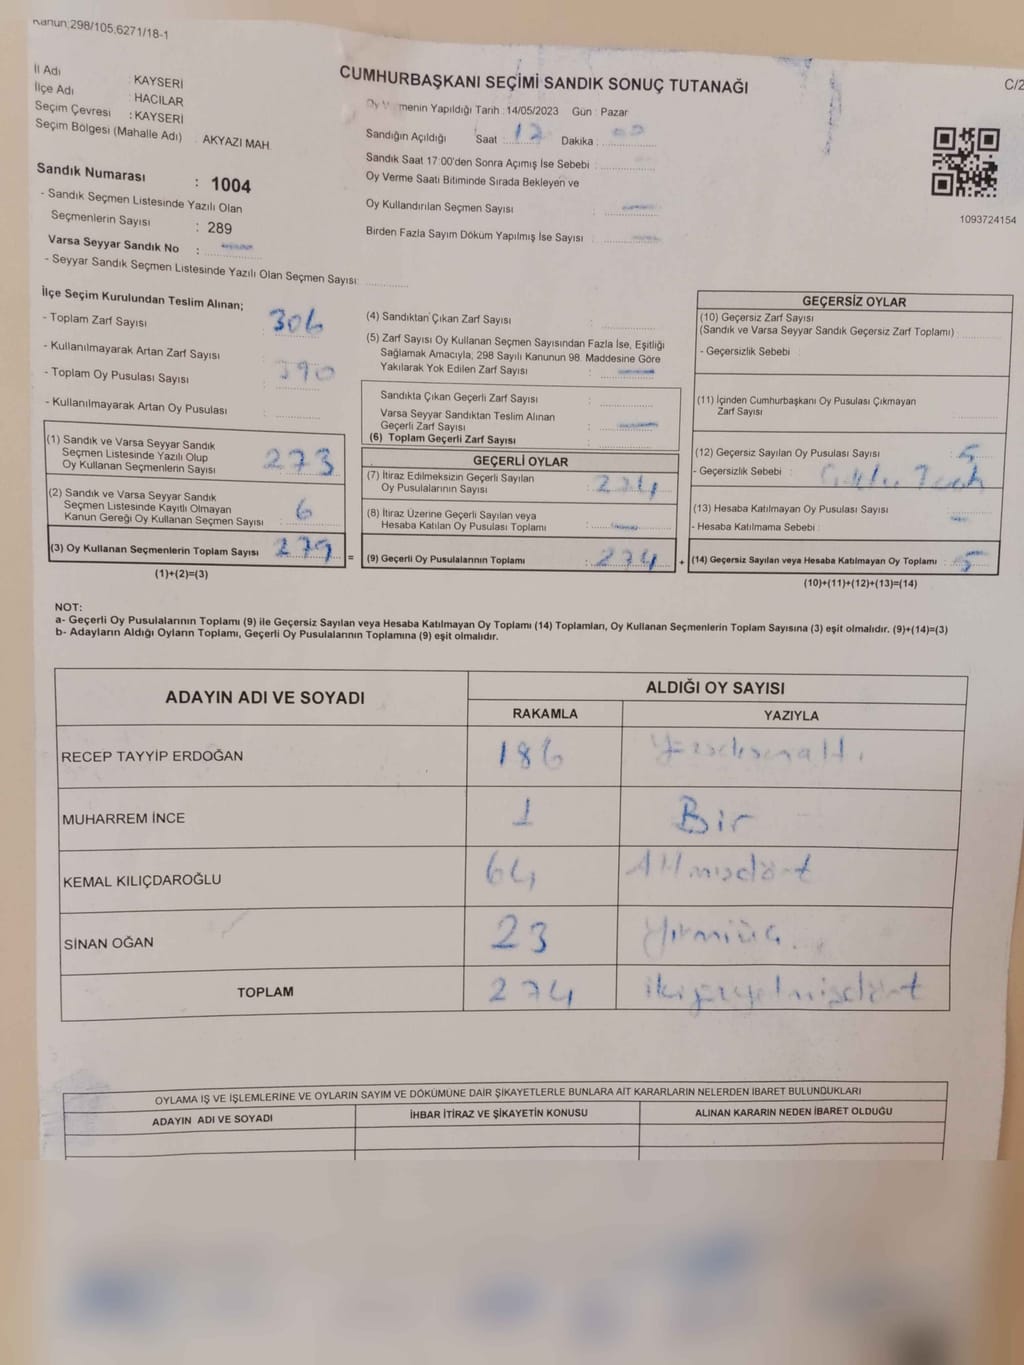 Kanun:298/105,6271/18-1
C/2
CUMHURBAŞKANI SEÇİMİ SANDIK SONUÇ TUTANAĞI
İl Adı : KAYSERİ
İlçe Adı : HACILAR
Seçim Çevresi : KAYSERİ
Seçim Bölgesi (Mahalle Adı) : AKYAZI MAH.
Sandık Numarası : 1004
- Sandık Seçmen Listesinde Yazılı Olan
Seçmenlerin Sayısı : 289
Varsa Seyyar Sandık No :
- Seyyar Sandık Seçmen Listesinde Yazılı Olan Seçmen Sayısı:
Oy Vermenin Yapıldığı Tarih : 14/05/2023 Gün : Pazar
Sandığın Açıldığı Saat : 17 Dakika : 00
Sandık Saat 17:00'den Sonra Açımış İse Sebebi :
Oy Verme Saati Bitiminde Sırada Bekleyen ve
Oy Kullandırılan Seçmen Sayısı :
Birden Fazla Sayım Döküm Yapılmış İse Sayısı :
1093724154
İlçe Seçim Kurulundan Teslim Alınan;
- Toplam Zarf Sayısı : 306
- Kullanılmayarak Artan Zarf Sayısı
- Toplam Oy Pusulası Sayısı : 390
- Kullanılmayarak Artan Oy Pusulası :
(1) Sandık ve Varsa Seyyar Sandık
Seçmen Listesinde Yazılı Olup
Oy Kullanan Seçmenlerin Sayısı : 273
(2) Sandık ve Varsa Seyyar Sandık
Seçmen Listesinde Kayıtlı Olmayan
Kanun Gereği Oy Kullanan Seçmen Sayısı : 6
(3) Oy Kullanan Seçmenlerin Toplam Sayısı : 279 =
(1)+(2)=(3)
(4) Sandıktan Çıkan Zarf Sayısı :
(5) Zarf Sayısı Oy Kullanan Seçmen Sayısından Fazla İse, Eşitliği
Sağlamak Amacıyla, 298 Sayılı Kanunun 98. Maddesine Göre
Yakılarak Yok Edilen Zarf Sayısı :
Sandıkta Çıkan Geçerli Zarf Sayısı :
Varsa Seyyar Sandıktan Teslim Alınan
Geçerli Zarf Sayısı :
(6) Toplam Geçerli Zarf Sayısı :
GEÇERLİ OYLAR
(7) İtiraz Edilmeksizin Geçerli Sayılan
Oy Pusulalarının Sayısı : 274
(8) İtiraz Üzerine Geçerli Sayılan veya
Hesaba Katılan Oy Pusulası Toplamı :
(9) Geçerli Oy Pusulalarının Toplamı : 274 +
GEÇERSİZ OYLAR
(10) Geçersiz Zarf Sayısı
(Sandık ve Varsa Seyyar Sandık Geçersiz Zarf Toplamı) :
- Geçersizlik Sebebi :
(11) İçinden Cumhurbaşkanı Oy Pusulası Çıkmayan
Zarf Sayısı
(12) Geçersiz Sayılan Oy Pusulası Sayısı : 5
- Geçersizlik Sebebi :
(13) Hesaba Katılmayan Oy Pusulası Sayısı :
- Hesaba Katılmama Sebebi :
(14) Geçersiz Sayılan veya Hesaba Katılmayan Oy Toplamı : 5
(10)+(11)+(12)+(13)=(14)
NOT:
a- Geçerli Oy Pusulalarının Toplamı (9) ile Geçersiz Sayılan veya Hesaba Katılmayan Oy Toplamı (14) Toplamları, Oy Kullanan Seçmenlerin Toplam Sayısına (3) eşit olmalıdır. (9)+(14)=(3)
b- Adayların Aldığı Oyların Toplamı, Geçerli Oy Pusulalarının Toplamına (9) eşit olmalıdır.
ADAYIN ADI VE SOYADI ALDIĞI OY SAYISI
RAKAMLA YAZIYLA
RECEP TAYYİP ERDOĞAN 186 Yüzseksenaltı
MUHARREM İNCE 1 Bir
KEMAL KILIÇDAROĞLU 64 Altmışdört
SİNAN OĞAN 23 Yirmiüç
TOPLAM 274 ikiyüzyetmişdört
OYLAMA İŞ VE İŞLEMLERİNE VE OYLARIN SAYIM VE DÖKÜMÜNE DAİR ŞİKAYETLERLE BUNLARA AİT KARARLARIN NELERDEN İBARET BULUNDUKLARI
ADAYIN ADI VE SOYADI İHBAR İTİRAZ VE ŞİKAYETİN KONUSU ALINAN KARARIN NEDEN İBARET OLDUĞU